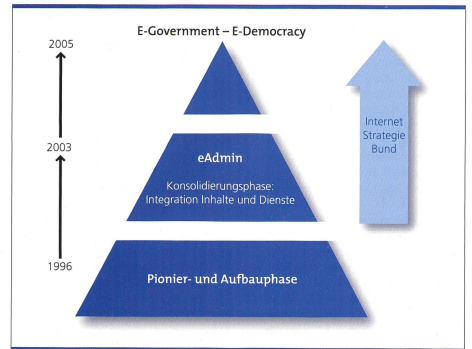 E-Government – E-Democracy
2005
2003
1996
eAdmin
Konsolidierungsphase:
Integration Inhalte und Dienste
Pionier- und Aufbauphase
Internet
Strategie
Bund